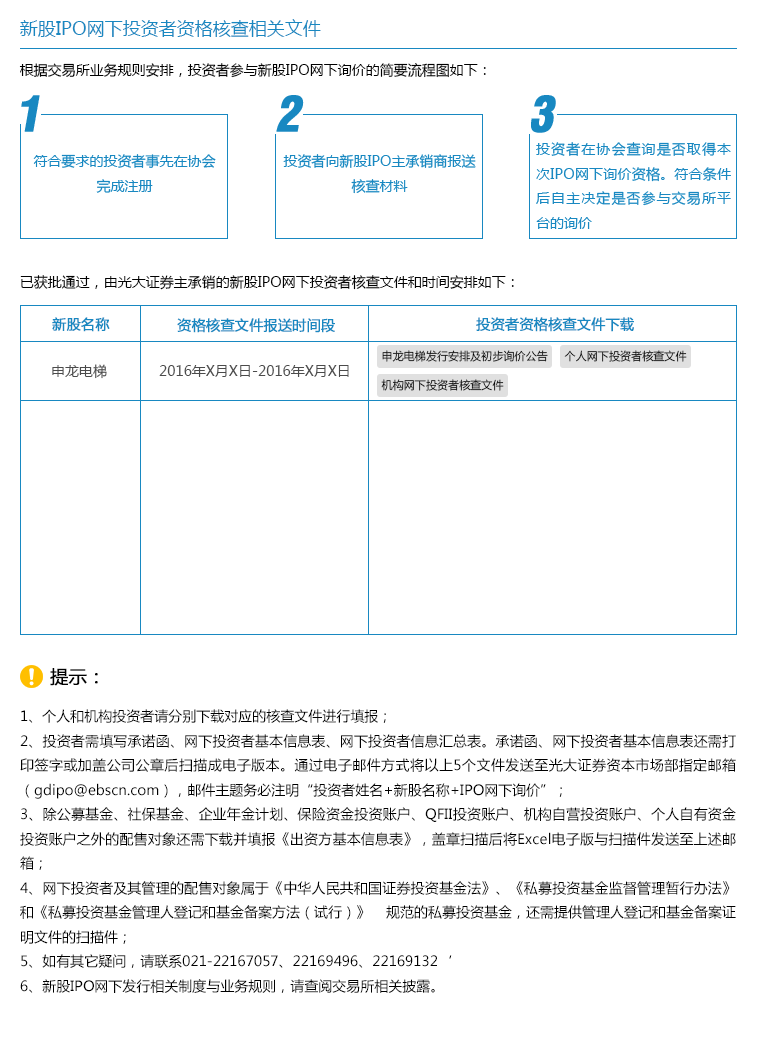 新股IPO网下投资者资格核查相关文件
根据交易所业务规则安排，投资者参与新股IPO网下询价的简要流程图如下：
1
符合要求的投资者事先在协会
完成注册
2
投资者向新股IPO主承销商报送
核查材料
3
投资者在协会查询是否取得本
次IPO网下询价资格。符合条件
后自主决定是否参与交易所平
台的询价
已获批通过，由光大证券主承销的新股IPO网下投资者核查文件和时间安排如下：
新股名称 资格核查文件报送时间段 投资者资格核查文件下载
申龙电梯 2016年X月X日-2016年X月X日 申龙电梯发行安排及初步询价公告 个人网下投资者核查文件
机构网下投资者核查文件
提示：
1、个人和机构投资者请分别下载对应的核查文件进行填报；
2、投资者需填写承诺函、网下投资者基本信息表、网下投资者信息汇总表。承诺函、网下投资者基本信息表还需打
印签字或加盖公司公章后扫描成电子版本。通过电子邮件方式将以上5个文件发送至光大证券资本市场部指定邮箱
（gdipo@ebscn.com），邮件主题务必注明“投资者姓名+新股名称+IPO网下询价”；
3、除公募基金、社保基金、企业年金计划、保险资金投资账户、QFII投资账户、机构自营投资账户、个人自有资金
投资账户之外的配售对象还需下载并填报《出资方基本信息表》，盖章扫描后将Excel电子版与扫描件发送至上述邮
箱；
4、网下投资者及其管理的配售对象属于《中华人民共和国证券投资基金法》、《私募投资基金监督管理暂行办法》
和《私募投资基金管理人登记和基金备案方法（试行）》 规范的私募投资基金，还需提供管理人登记和基金备案证
明文件的扫描件；
5、如有其它疑问，请联系021-22167057、22169496、22169132 ′
6、新股IPO网下发行相关制度与业务规则，请查阅交易所相关披露。